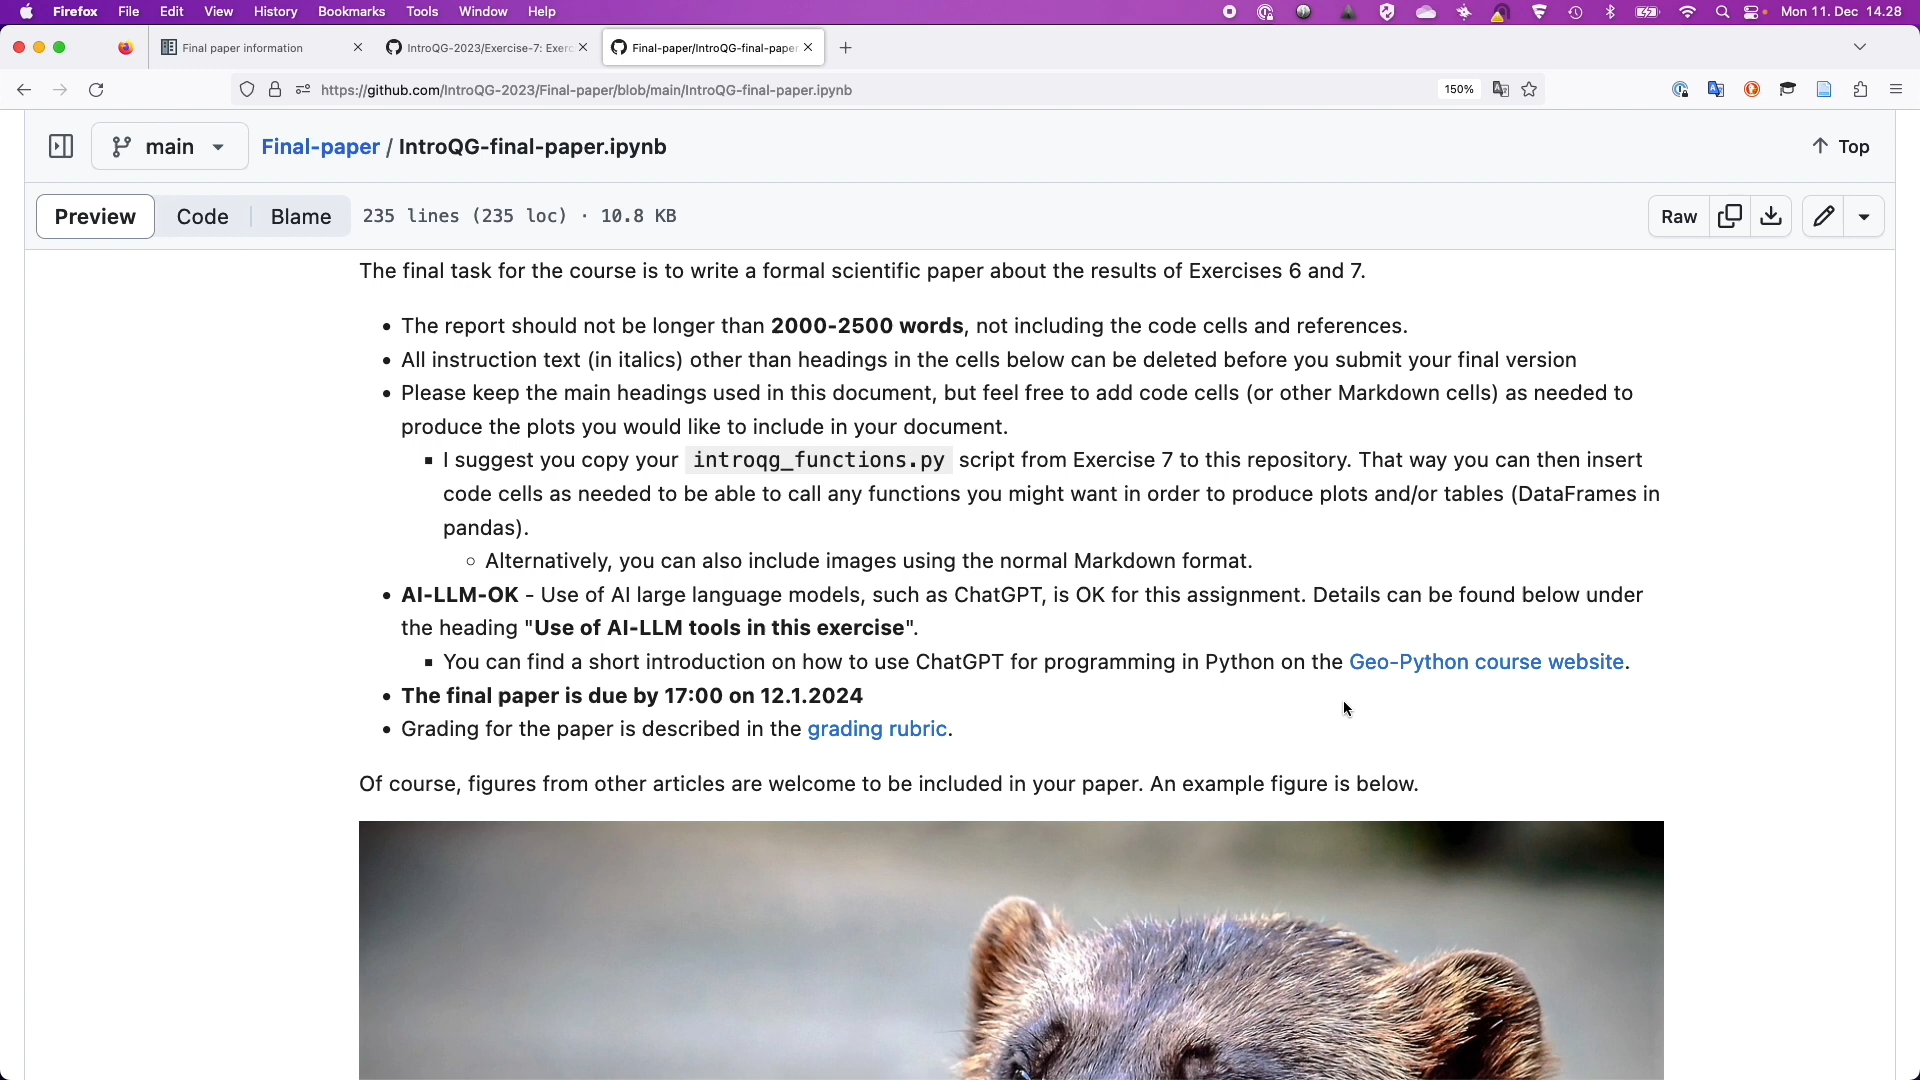 Firefox File Edit View History Bookmarks Tools Window Help Mon 11. Dec 14.28
Final paper information IntroQG-2023/Exercise-7: Exerc Final-paper/IntroQG-final-paper
https://github.com/IntroQG-2023/Final-paper/blob/main/IntroQG-final-paper.ipynb 150%
main Final-paper / IntroQG-final-paper.ipynb Top
Preview Code Blame 235 lines (235 loc) · 10.8 KB Raw
The final task for the course is to write a formal scientific paper about the results of Exercises 6 and 7.
• The report should not be longer than 2000-2500 words, not including the code cells and references.
• All instruction text (in italics) other than headings in the cells below can be deleted before you submit your final version
• Please keep the main headings used in this document, but feel free to add code cells (or other Markdown cells) as needed to
produce the plots you would like to include in your document.
▪ I suggest you copy your introqg_functions.py script from Exercise 7 to this repository. That way you can then insert
code cells as needed to be able to call any functions you might want in order to produce plots and/or tables (DataFrames in
pandas).
○ Alternatively, you can also include images using the normal Markdown format.
• AI-LLM-OK - Use of AI large language models, such as ChatGPT, is OK for this assignment. Details can be found below under
the heading "Use of AI-LLM tools in this exercise".
▪ You can find a short introduction on how to use ChatGPT for programming in Python on the Geo-Python course website.
• The final paper is due by 17:00 on 12.1.2024
• Grading for the paper is described in the grading rubric.
Of course, figures from other articles are welcome to be included in your paper. An example figure is below.